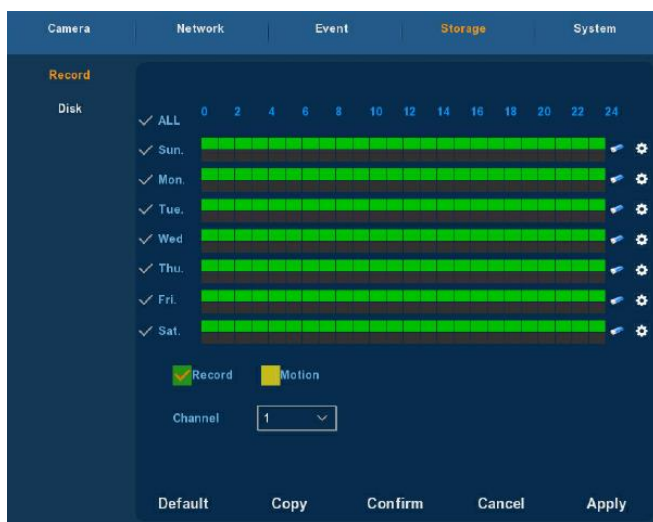 Camera Network Event Storage System
Record
Disk
ALL 0 2 4 6 8 10 12 14 16 18 20 22 24
Sun.
Mon.
Tue.
Wed
Thu.
Fri.
Sat.
Record Motion
Channel 1
Default Copy Confirm Cancel Apply